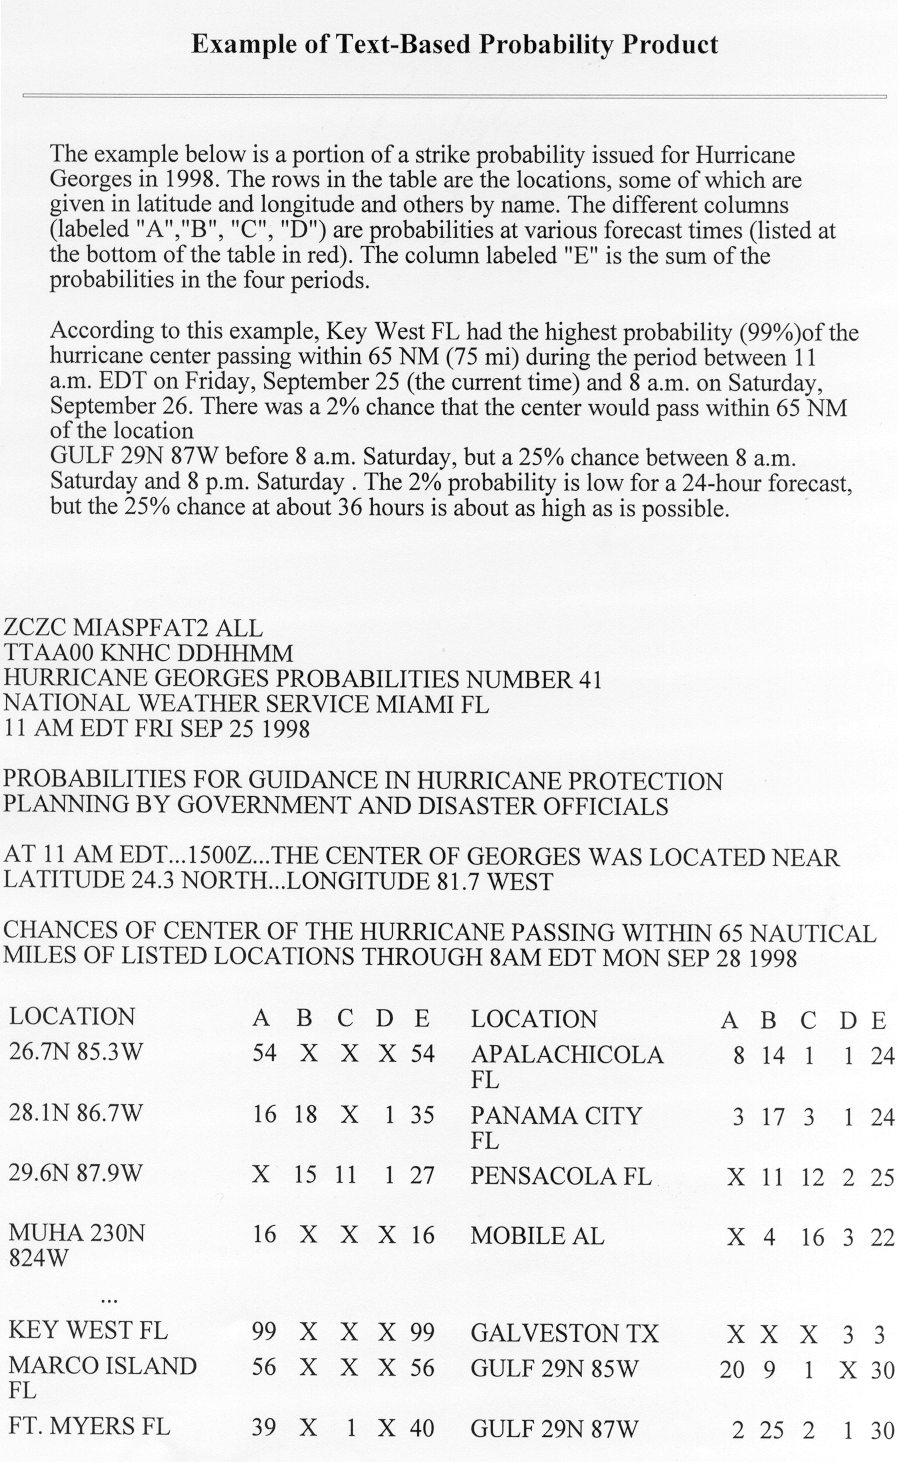 Example of Text-Based Probability Product
The example below is a portion of a strike probability issued for Hurricane
Georges in 1998. The rows in the table are the locations, some of which are
given in latitude and longitude and others by name. The different columns
(labeled "A","B", "C", "D") are probabilities at various forecast times (listed at
the bottom of the table in red). The column labeled "E" is the sum of the
probabilities in the four periods.
According to this example, Key West FL had the highest probability (99%)of the
hurricane center passing within 65 NM (75 mi) during the period between 11
a.m. EDT on Friday, September 25 (the current time) and 8 a.m. on Saturday,
September 26. There was a 2% chance that the center would pass within 65 NM
of the location
GULF 29N 87W before 8 a.m. Saturday, but a 25% chance between 8 a.m.
Saturday and 8 p.m. Saturday . The 2% probability is low for a 24-hour forecast,
but the 25% chance at about 36 hours is about as high as is possible.
ZCZC MIASPFAT2 ALL
TTAA00 KNHC DDHHMM
HURRICANE GEORGES PROBABILITIES NUMBER 41
NATIONAL WEATHER SERVICE MIAMI FL
11 AM EDT FRI SEP 25 1998
PROBABILITIES FOR GUIDANCE IN HURRICANE PROTECTION
PLANNING BY GOVERNMENT AND DISASTER OFFICIALS
AT 11 AM EDT...1500Z...THE CENTER OF GEORGES WAS LOCATED NEAR
LATITUDE 24.3 NORTH...LONGITUDE 81.7 WEST
CHANCES OF CENTER OF THE HURRICANE PASSING WITHIN 65 NAUTICAL
MILES OF LISTED LOCATIONS THROUGH 8AM EDT MON SEP 28 1998
LOCATION A B C D E LOCATION A B C D E
26.7N 85.3W 54 X X X 54 APALACHICOLA 8 14 1 1 24
FL
28.1N 86.7W 16 18 X 1 35 PANAMA CITY 3 17 3 1 24
FL
29.6N 87.9W X 15 11 1 27 PENSACOLA FL X 11 12 2 25
MUHA 230N 16 X X X 16 MOBILE AL X 4 16 3 22
824W
...
KEY WEST FL 99 X X X 99 GALVESTON TX X X X 3 3
MARCO ISLAND 56 X X X 56 GULF 29N 85W 20 9 1 X 30
FL
FT. MYERS FL 39 X 1 X 40 GULF 29N 87W 2 25 2 1 30